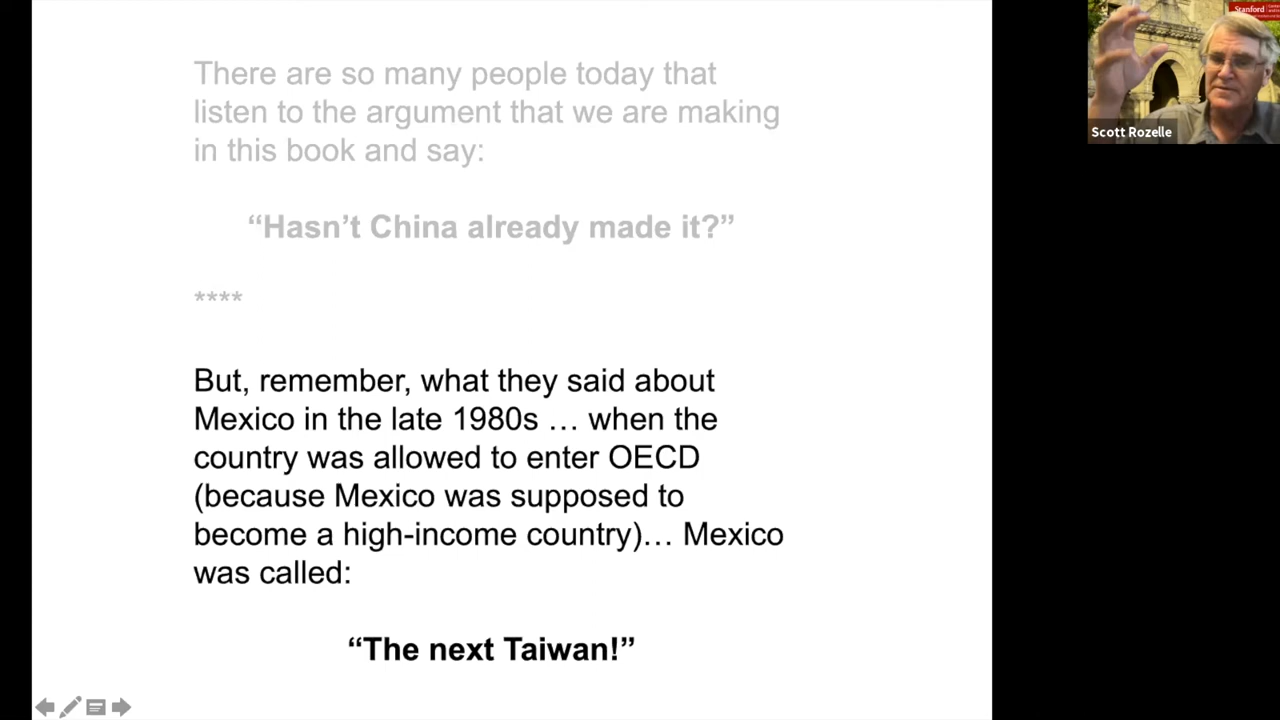 There are so many people today that
listen to the argument that we are making
in this book and say:
“Hasn’t China already made it?”
****
But, remember, what they said about
Mexico in the late 1980s … when the
country was allowed to enter OECD
(because Mexico was supposed to
become a high-income country)… Mexico
was called:
“The next Taiwan!”
Stanford
Scott Rozelle